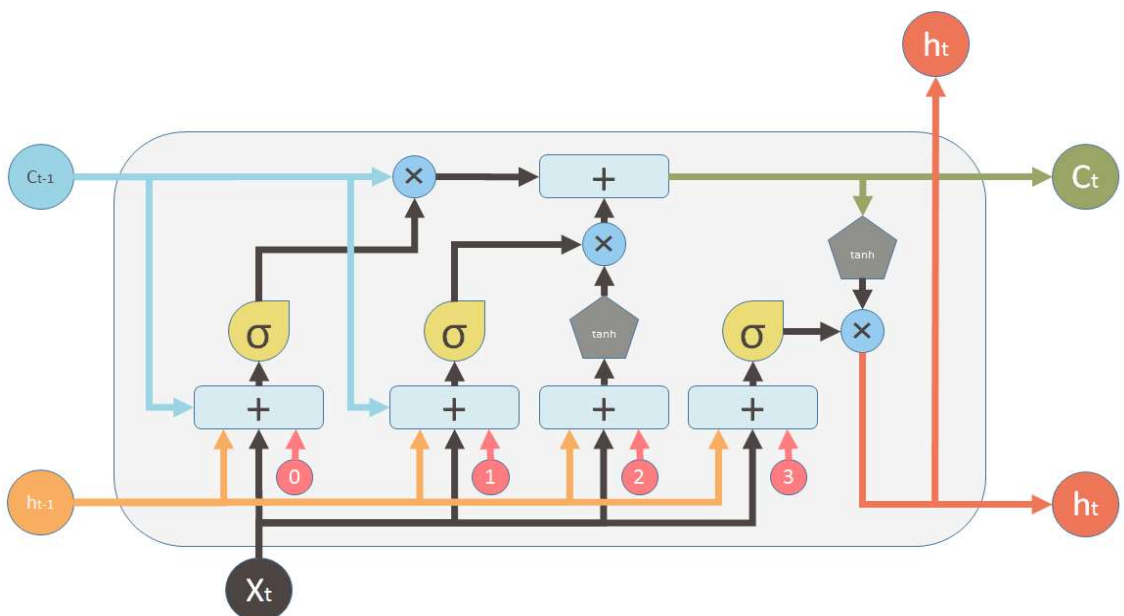 ht
Ct-1
×
+
Ct
×
tanh
σ
σ
tanh
σ
×
+
+
+
+
0
1
2
3
ht-1
ht
Xt